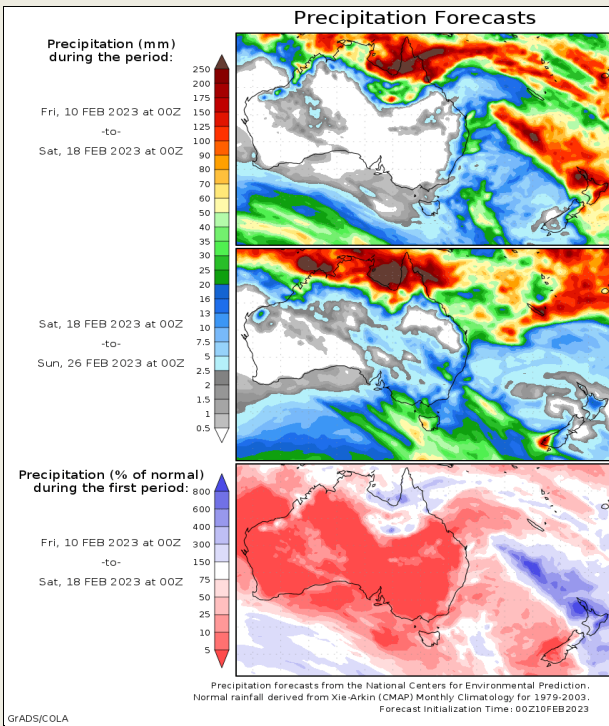 Precipitation Forecasts
Precipitation (mm)
during the period:
Fri, 10 FEB 2023 at 00Z
-to-
Sat, 18 FEB 2023 at 00Z
250
200
175
150
125
100
90
80
70
60
50
40
35
30
25
20
16
13
10
7.5
5
2.5
2
1.5
1
0.5
Sat, 18 FEB 2023 at 00Z
-to-
Sun, 26 FEB 2023 at 00Z
Precipitation (% of normal)
during the first period:
Fri, 10 FEB 2023 at 00Z
-to-
Sat, 18 FEB 2023 at 00Z
800
600
400
300
150
75
50
25
10
5
Precipitation forecasts from the National Centers for Environmental Prediction.
Normal rainfall derived from Xie-Arkin (CMAP) Monthly Climatology for 1979-2003.
Forecast Initialization Time: 00Z10FEB2023
GrADS/COLA